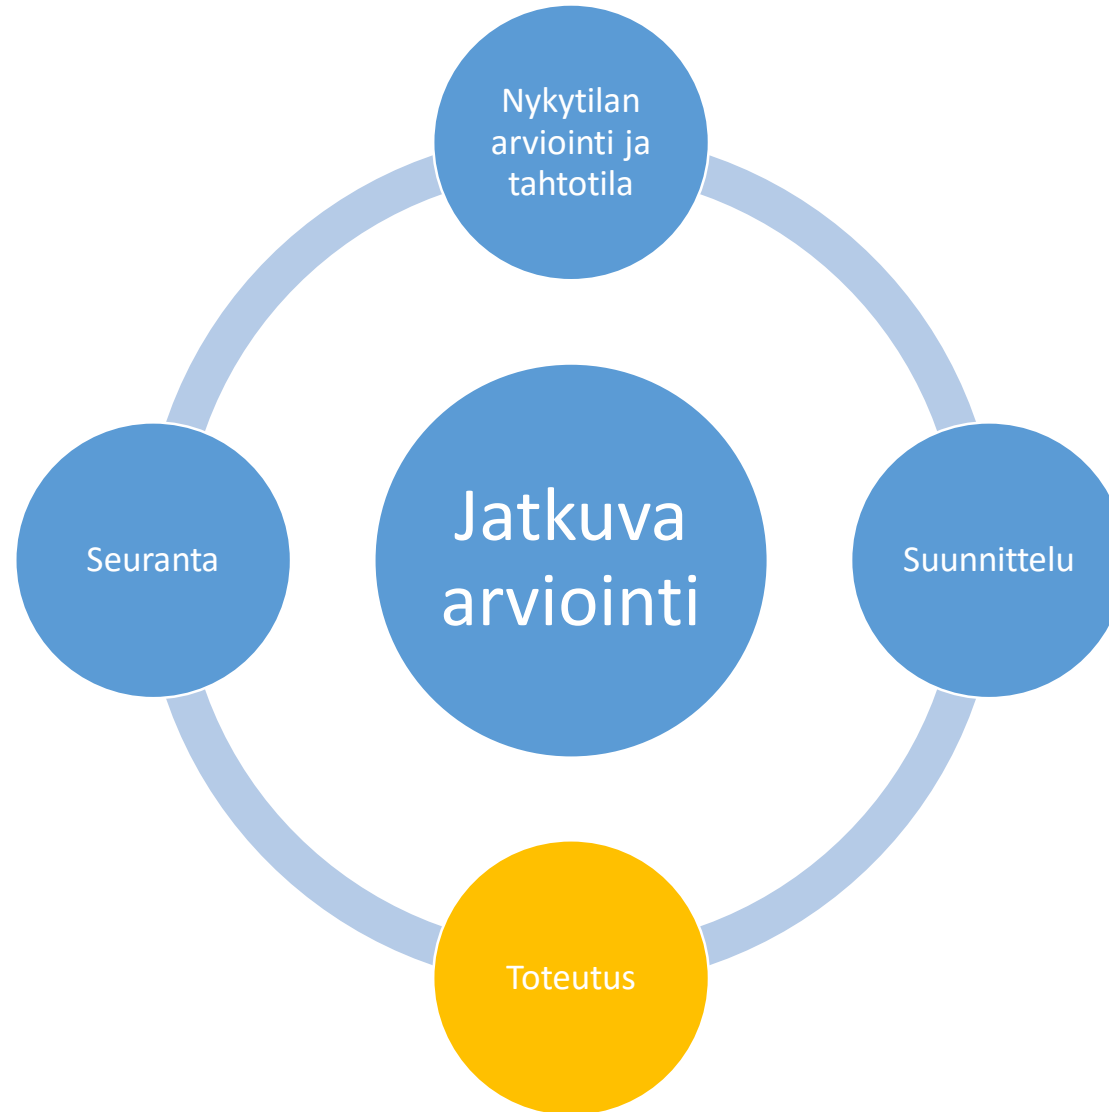 Nykytilan
arviointi ja
tahtotila
Jatkuva
arviointi
Seuranta
Suunnittelu
Toteutus